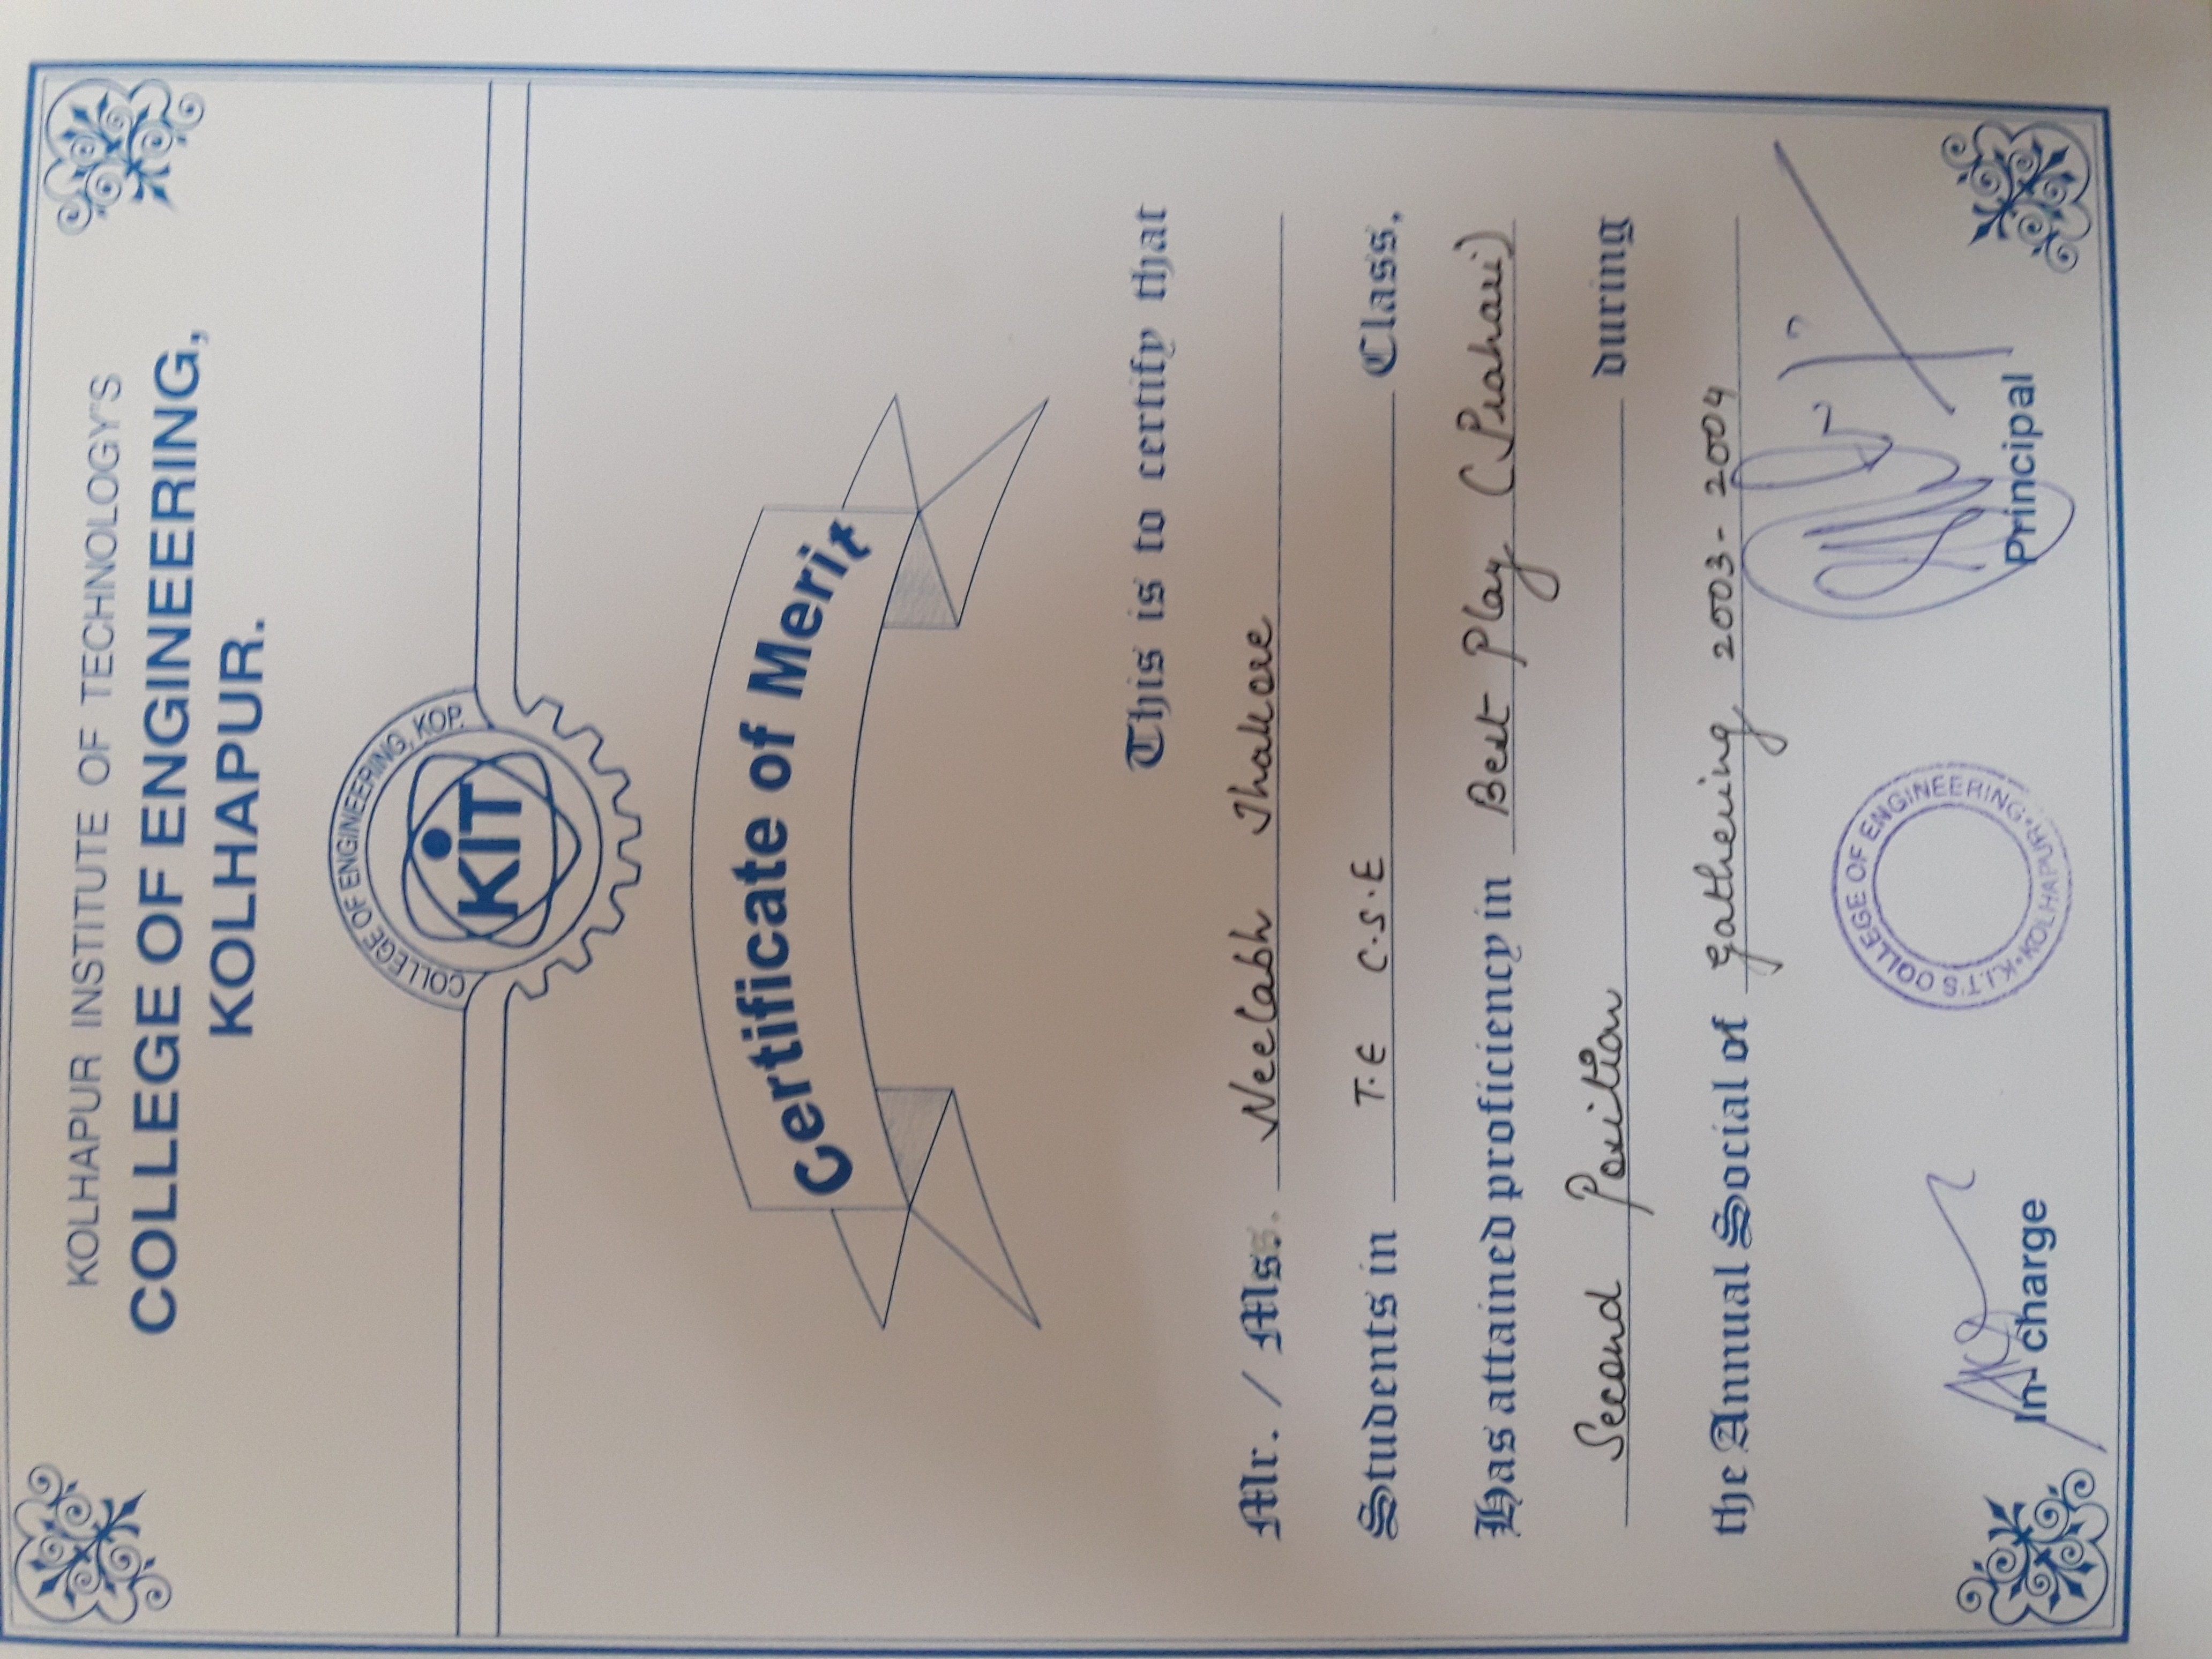 KOLHAPUR INSTITUTE OF TECHNOLOGY'S
COLLEGE OF ENGINEERING,
KOLHAPUR.
COLLEGE OF ENGINEERING, KOP.
KIT
Certificate of Merit
This is to certify that
Mr. / Mss. Neelabh Thakore
Students in T.E C.S.E Class,
Has attained proficiency in Best Play (Prahari)
Second Position during
the Annual Social of Gathering 2003-2004
K.I.T'S COLLEGE OF ENGINEERING • KOLHAPUR •
In charge
Principal